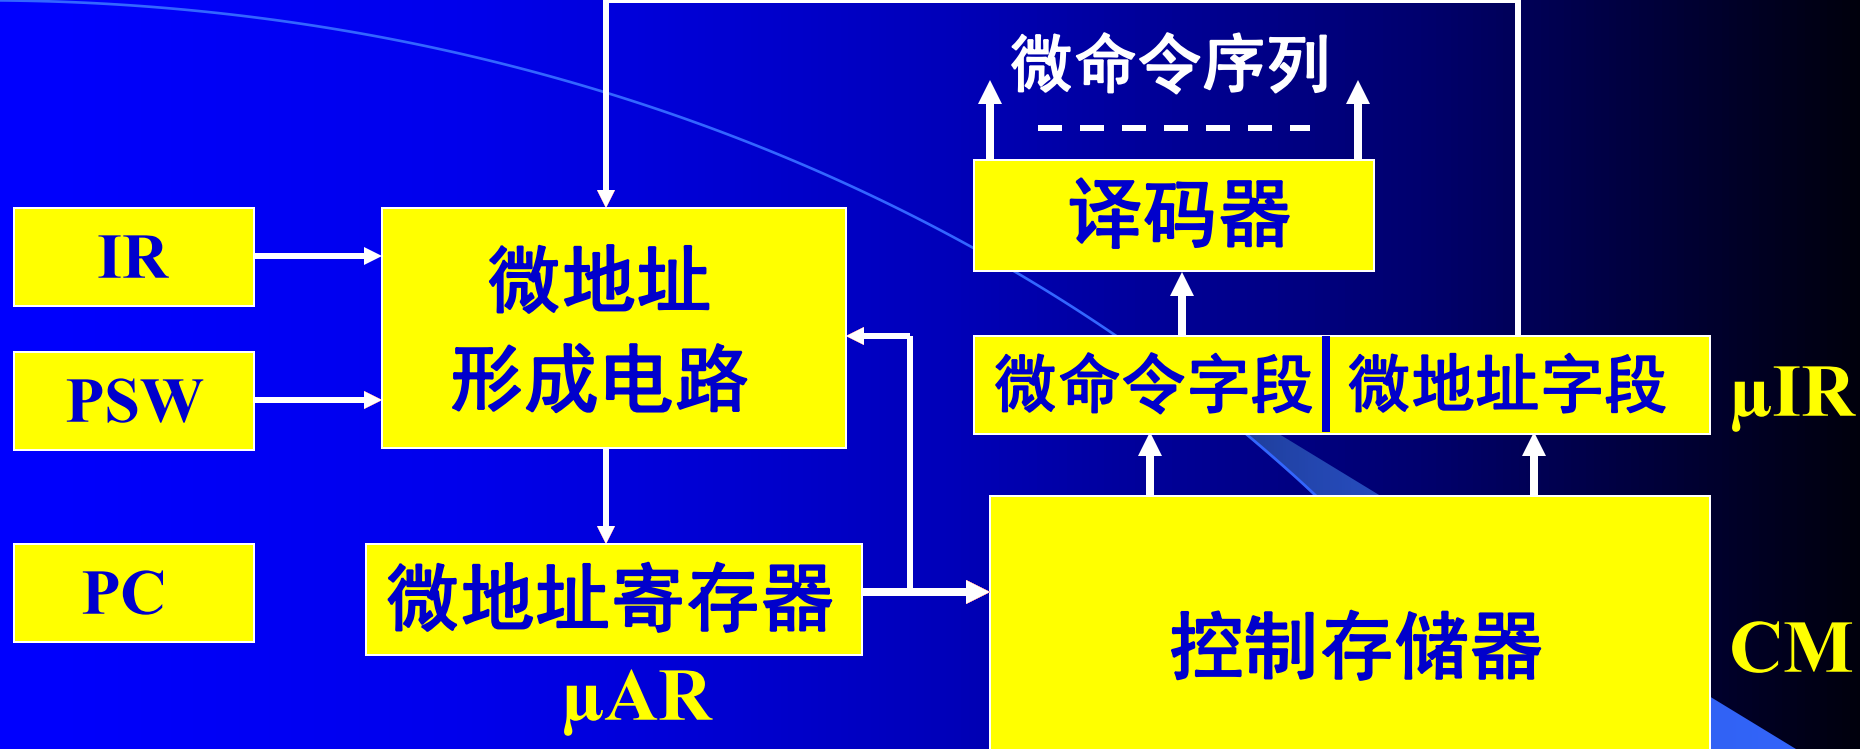 微命令序列
译码器
IR
微地址
形成电路
PSW
微命令字段
微地址字段
μIR
PC
微地址寄存器
控制存储器
CM
μAR